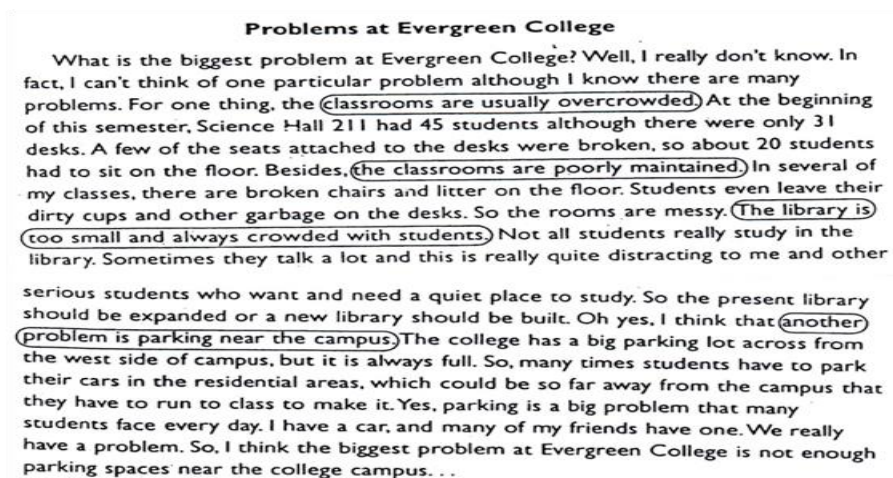 Problems at Evergreen College
What is the biggest problem at Evergreen College? Well, I really don't know. In
fact, I can't think of one particular problem although I know there are many
problems. For one thing, the classrooms are usually overcrowded. At the beginning
of this semester, Science Hall 211 had 45 students although there were only 31
desks. A few of the seats attached to the desks were broken, so about 20 students
had to sit on the floor. Besides, the classrooms are poorly maintained. In several of
my classes, there are broken chairs and litter on the floor. Students even leave their
dirty cups and other garbage on the desks. So the rooms are messy. The library is
too small and always crowded with students. Not all students really study in the
library. Sometimes they talk a lot and this is really quite distracting to me and other
serious students who want and need a quiet place to study. So the present library
should be expanded or a new library should be built. Oh yes, I think that another
problem is parking near the campus. The college has a big parking lot across from
the west side of campus, but it is always full. So, many times students have to park
their cars in the residential areas, which could be so far away from the campus that
they have to run to class to make it. Yes, parking is a big problem that many
students face every day. I have a car, and many of my friends have one. We really
have a problem. So, I think the biggest problem at Evergreen College is not enough
parking spaces near the college campus. . .